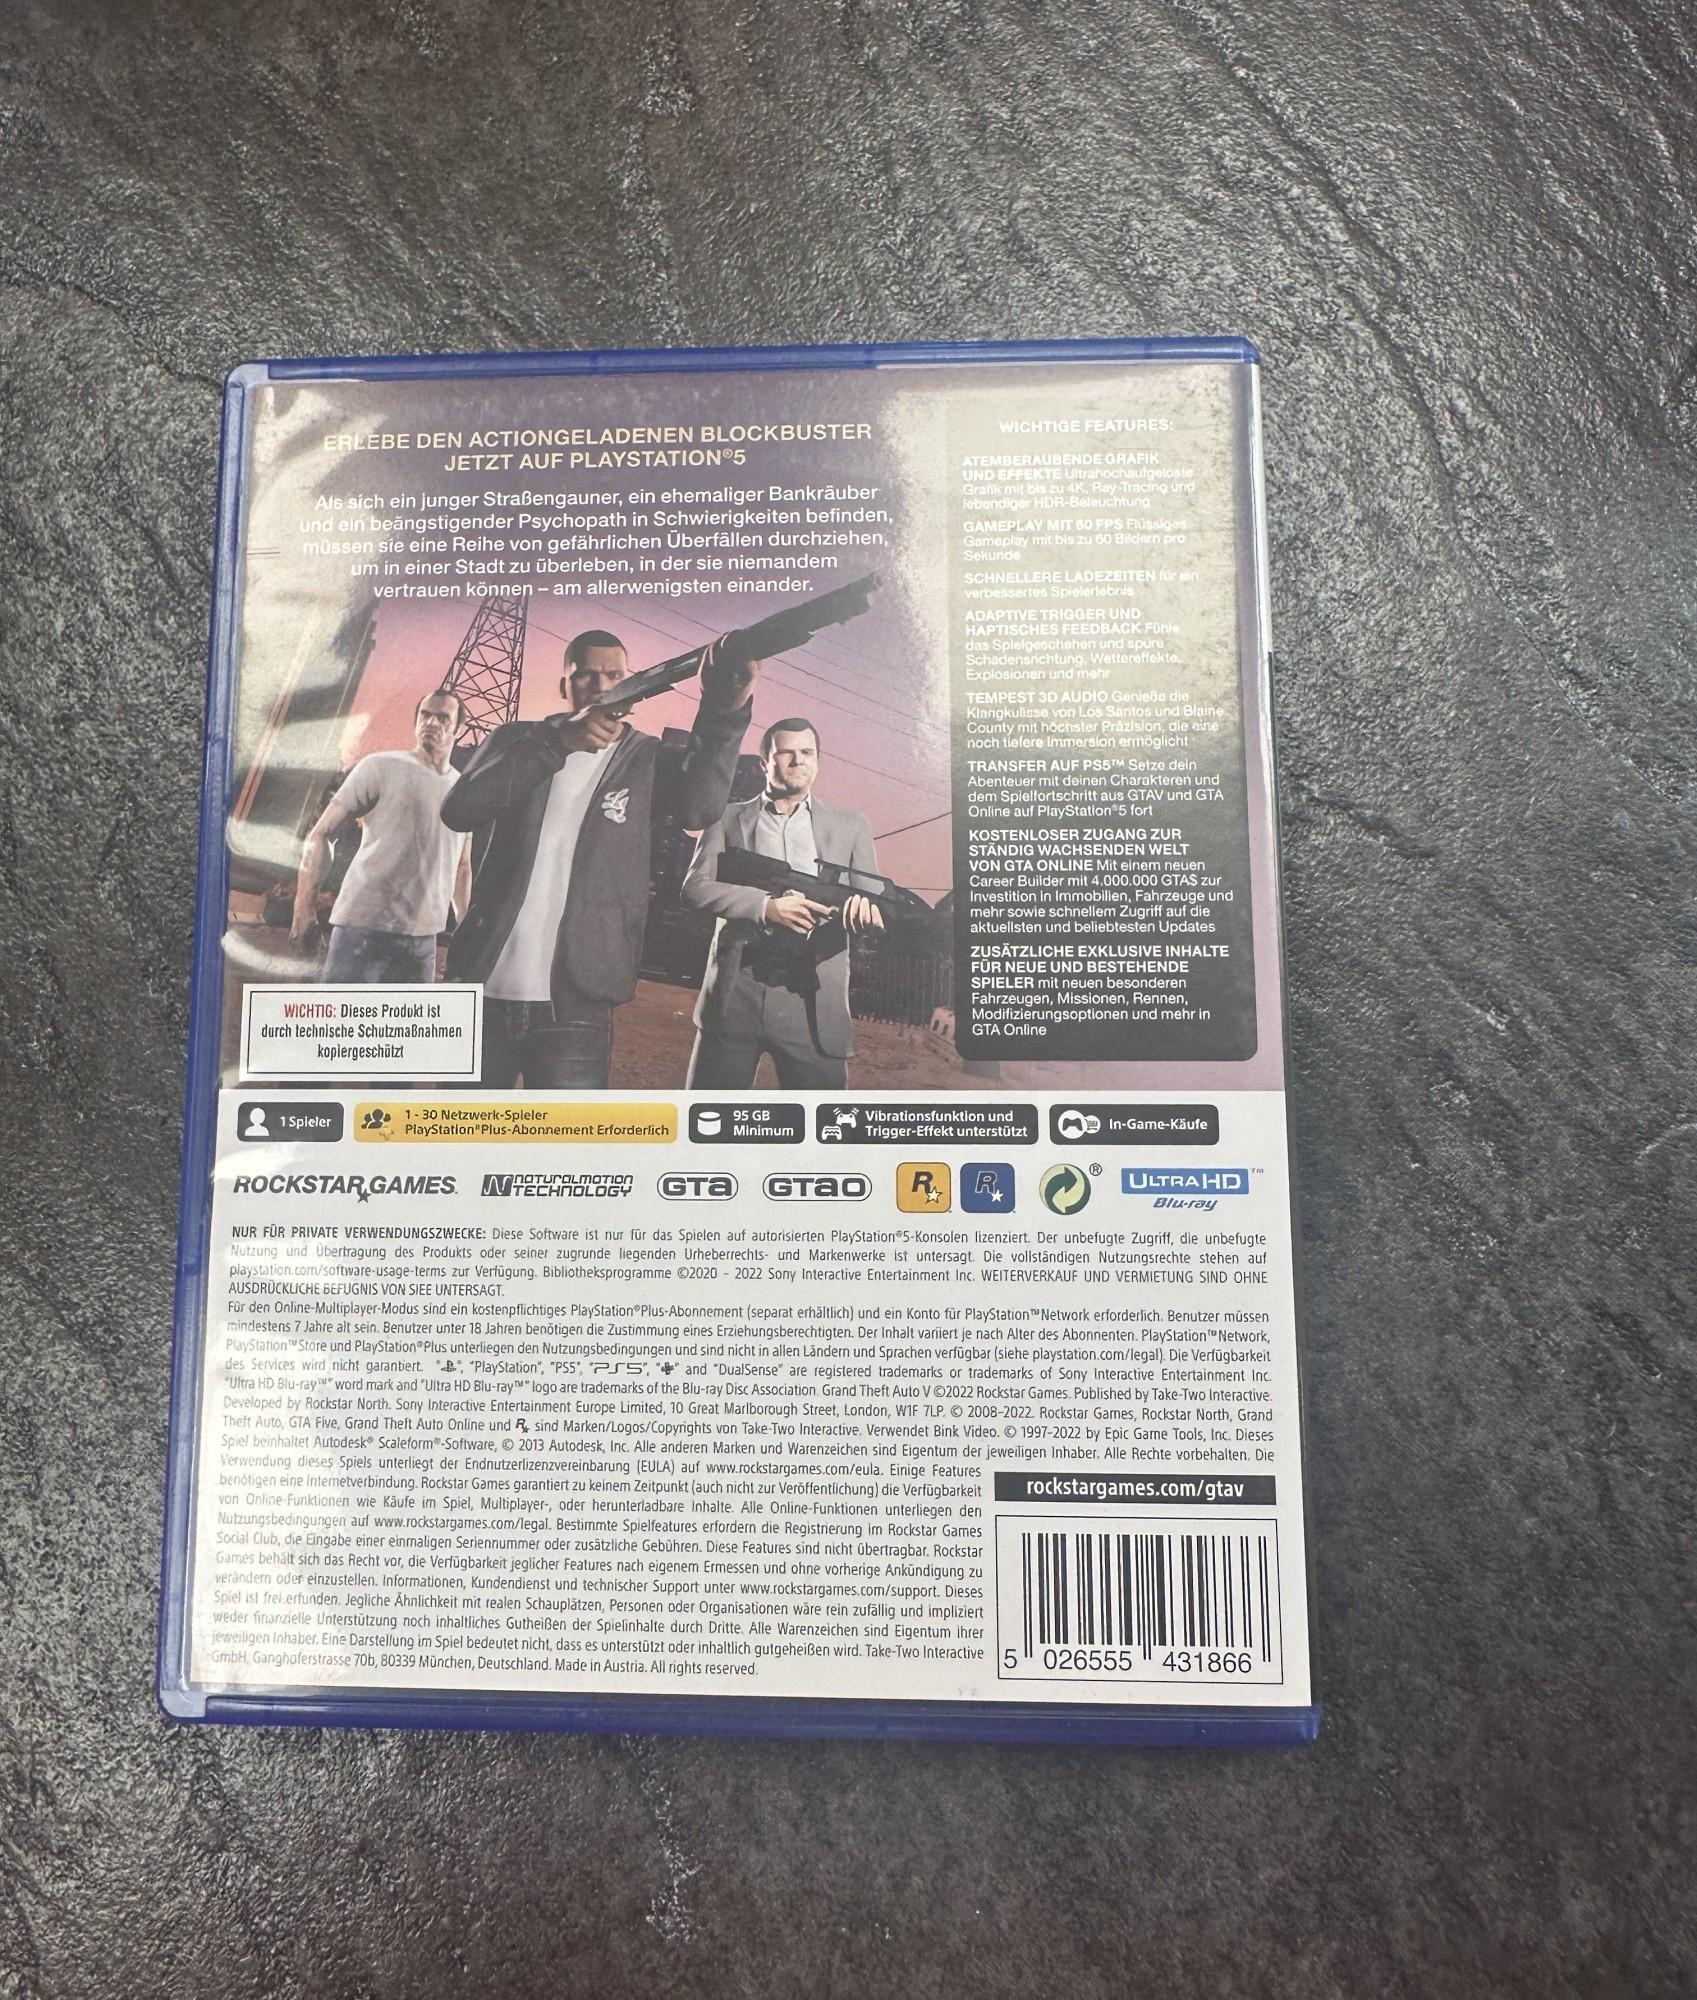 ERLEBE DEN ACTIONGELADENEN BLOCKBUSTER
JETZT AUF PLAYSTATION®5
Als sich ein junger Straßengauner, ein ehemaliger Bankräuber
und ein beängstigender Psychopath in Schwierigkeiten befinden,
müssen sie eine Reihe von gefährlichen Überfällen durchziehen,
um in einer Stadt zu überleben, in der sie niemandem
vertrauen können – am allerwenigsten einander.
WICHTIGE FEATURES:
ATEMBERAUBENDE GRAFIK
UND EFFEKTE Ultrahochaufgelöste
Grafik mit bis zu 4K, Ray-Tracing und
lebendiger HDR-Beleuchtung
GAMEPLAY MIT 60 FPS Flüssiges
Gameplay mit bis zu 60 Bildern pro
Sekunde
SCHNELLERE LADEZEITEN für ein
verbessertes Spielerlebnis
ADAPTIVE TRIGGER UND
HAPTISCHES FEEDBACK Fühle
das Spielgeschehen und spüre
Schadensrichtung, Wettereffekte,
Explosionen und mehr
TEMPEST 3D AUDIO Genieße die
Klangkulisse von Los Santos und Blaine
County mit höchster Präzision, die eine
noch tiefere Immersion ermöglicht
TRANSFER AUF PS5™ Setze dein
Abenteuer mit deinen Charakteren und
dem Spielfortschritt aus GTAV und GTA
Online auf PlayStation®5 fort
KOSTENLOSER ZUGANG ZUR
STÄNDIG WACHSENDEN WELT
VON GTA ONLINE Mit einem neuen
Career Builder mit 4.000.000 GTA$ zur
Investition in Immobilien, Fahrzeuge und
mehr sowie schnellem Zugriff auf die
aktuellsten und beliebtesten Updates
ZUSÄTZLICHE EXKLUSIVE INHALTE
FÜR NEUE UND BESTEHENDE
SPIELER mit neuen besonderen
Fahrzeugen, Missionen, Rennen,
Modifizierungsoptionen und mehr in
GTA Online
WICHTIG: Dieses Produkt ist
durch technische Schutzmaßnahmen
kopiergeschützt
1 Spieler
1 - 30 Netzwerk-Spieler
PlayStation®Plus-Abonnement Erforderlich
95 GB
Minimum
Vibrationsfunktion und
Trigger-Effekt unterstützt
In-Game-Käufe
ROCKSTAR GAMES. NATURALMOTION TECHNOLOGY GTA GTAO R R ® ULTRA HD Blu-ray ™
NUR FÜR PRIVATE VERWENDUNGSZWECKE: Diese Software ist nur für das Spielen auf autorisierten PlayStation®5-Konsolen lizenziert. Der unbefugte Zugriff, die unbefugte
Nutzung und Übertragung des Produkts oder seiner zugrunde liegenden Urheberrechts- und Markenwerke ist untersagt. Die vollständigen Nutzungsrechte stehen auf
playstation.com/software-usage-terms zur Verfügung. Bibliotheksprogramme ©2020 - 2022 Sony Interactive Entertainment Inc. WEITERVERKAUF UND VERMIETUNG SIND OHNE
AUSDRÜCKLICHE BEFUGNIS VON SIEE UNTERSAGT.
Für den Online-Multiplayer-Modus sind ein kostenpflichtiges PlayStation®Plus-Abonnement (separat erhältlich) und ein Konto für PlayStation™Network erforderlich. Benutzer müssen
mindestens 7 Jahre alt sein. Benutzer unter 18 Jahren benötigen die Zustimmung eines Erziehungsberechtigten. Der Inhalt variiert je nach Alter des Abonnenten. PlayStation™Network,
PlayStation™Store und PlayStation®Plus unterliegen den Nutzungsbedingungen und sind nicht in allen Ländern und Sprachen verfügbar (siehe playstation.com/legal). Die Verfügbarkeit
des Services wird nicht garantiert. "", "PlayStation", "PS5", "PS5", "" and "DualSense" are registered trademarks or trademarks of Sony Interactive Entertainment Inc.
"Ultra HD Blu-ray™" word mark and "Ultra HD Blu-ray™" logo are trademarks of the Blu-ray Disc Association. Grand Theft Auto V ©2022 Rockstar Games. Published by Take-Two Interactive.
Developed by Rockstar North. Sony Interactive Entertainment Europe Limited, 10 Great Marlborough Street, London, W1F 7LP. © 2008-2022. Rockstar Games, Rockstar North, Grand
Theft Auto, GTA Five, Grand Theft Auto Online und R sind Marken/Logos/Copyrights von Take-Two Interactive. Verwendet Bink Video. © 1997-2022 by Epic Game Tools, Inc. Dieses
Spiel beinhaltet Autodesk® Scaleform®-Software, © 2013 Autodesk, Inc. Alle anderen Marken und Warenzeichen sind Eigentum der jeweiligen Inhaber. Alle Rechte vorbehalten. Die
Verwendung dieses Spiels unterliegt der Endnutzerlizenzvereinbarung (EULA) auf www.rockstargames.com/eula. Einige Features
benötigen eine Internetverbindung. Rockstar Games garantiert zu keinem Zeitpunkt (auch nicht zur Veröffentlichung) die Verfügbarkeit
von Online-Funktionen wie Käufe im Spiel, Multiplayer-, oder herunterladbare Inhalte. Alle Online-Funktionen unterliegen den
Nutzungsbedingungen auf www.rockstargames.com/legal. Bestimmte Spielfeatures erfordern die Registrierung im Rockstar Games
Social Club, die Eingabe einer einmaligen Seriennummer oder zusätzliche Gebühren. Diese Features sind nicht übertragbar. Rockstar
Games behält sich das Recht vor, die Verfügbarkeit jeglicher Features nach eigenem Ermessen und ohne vorherige Ankündigung zu
verändern oder einzustellen. Informationen, Kundendienst und technischer Support unter www.rockstargames.com/support. Dieses
Spiel ist frei erfunden. Jegliche Ähnlichkeit mit realen Schauplätzen, Personen oder Organisationen wäre rein zufällig und impliziert
weder finanzielle Unterstützung noch inhaltliches Gutheißen der Spielinhalte durch Dritte. Alle Warenzeichen sind Eigentum ihrer
jeweiligen Inhaber. Eine Darstellung im Spiel bedeutet nicht, dass es unterstützt oder inhaltlich gutgeheißen wird. Take-Two Interactive
GmbH, Ganghoferstrasse 70b, 80339 München, Deutschland. Made in Austria. All rights reserved.
rockstargames.com/gtav
5 026555 431866